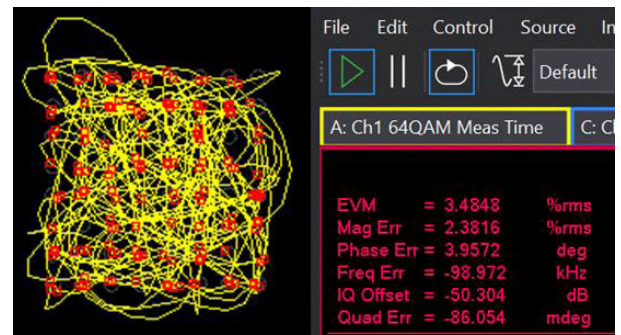 File Edit Control Source In
Default
A: Ch1 64QAM Meas Time C: Cl
EVM = 3.4848 %rms
Mag Err = 2.3816 %rms
Phase Err = 3.9572 deg
Freq Err = -98.972 kHz
IQ Offset = -50.304 dB
Quad Err = -86.054 mdeg